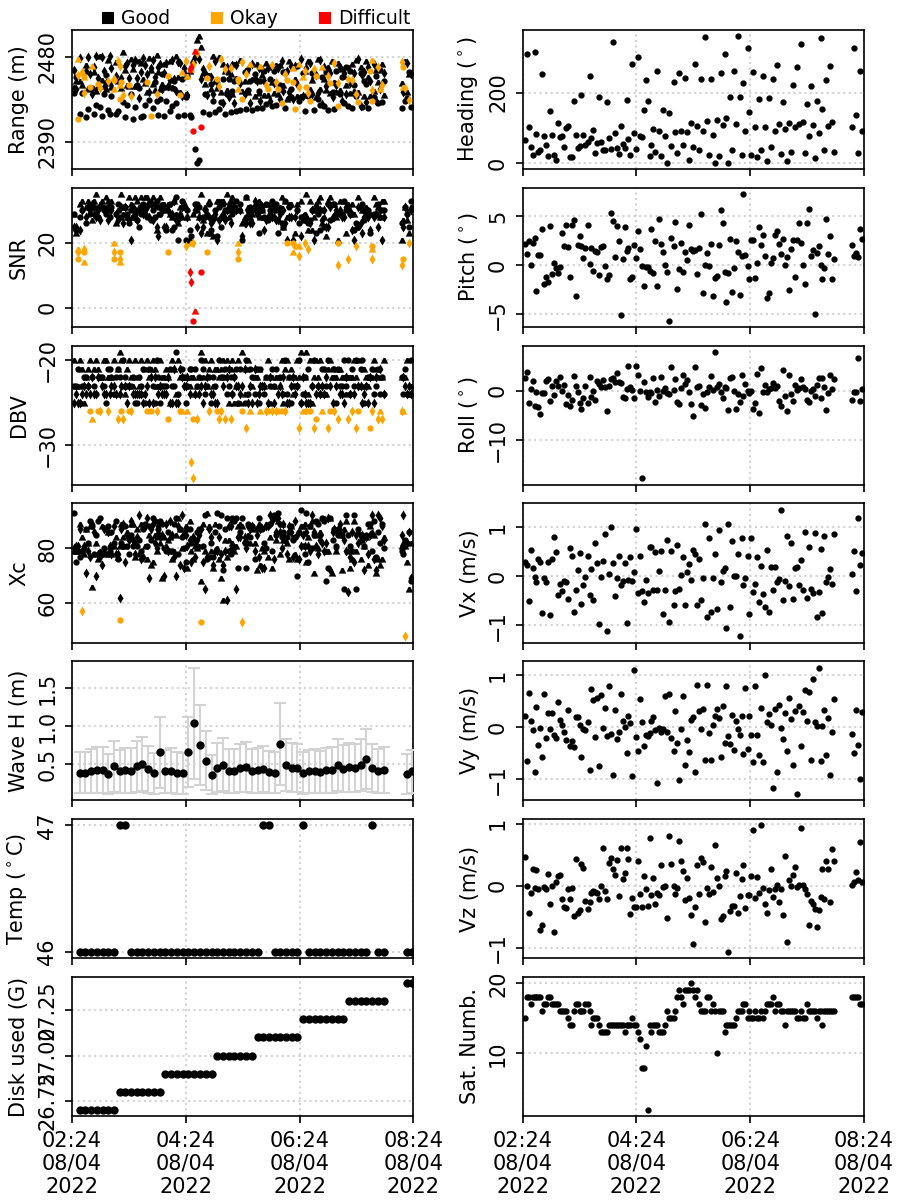 Good Okay Difficult
Range (m)
2480
2390
Heading (°)
200
0
SNR
20
0
Pitch (°)
5
0
−5
DBV
−20
−30
Roll (°)
0
−10
Xc
80
60
Vx (m/s)
1
0
−1
Wave H (m)
1.5
1.0
0.5
Vy (m/s)
1
0
−1
Temp (°C)
47
46
Vz (m/s)
1
0
−1
Disk used (G)
27.25
27.00
26.75
Sat. Numb.
20
10
02:24 04:24 06:24 08:24 02:24 04:24 06:24 08:24
08/04 08/04 08/04 08/04 08/04 08/04 08/04 08/04
2022 2022 2022 2022 2022 2022 2022 2022